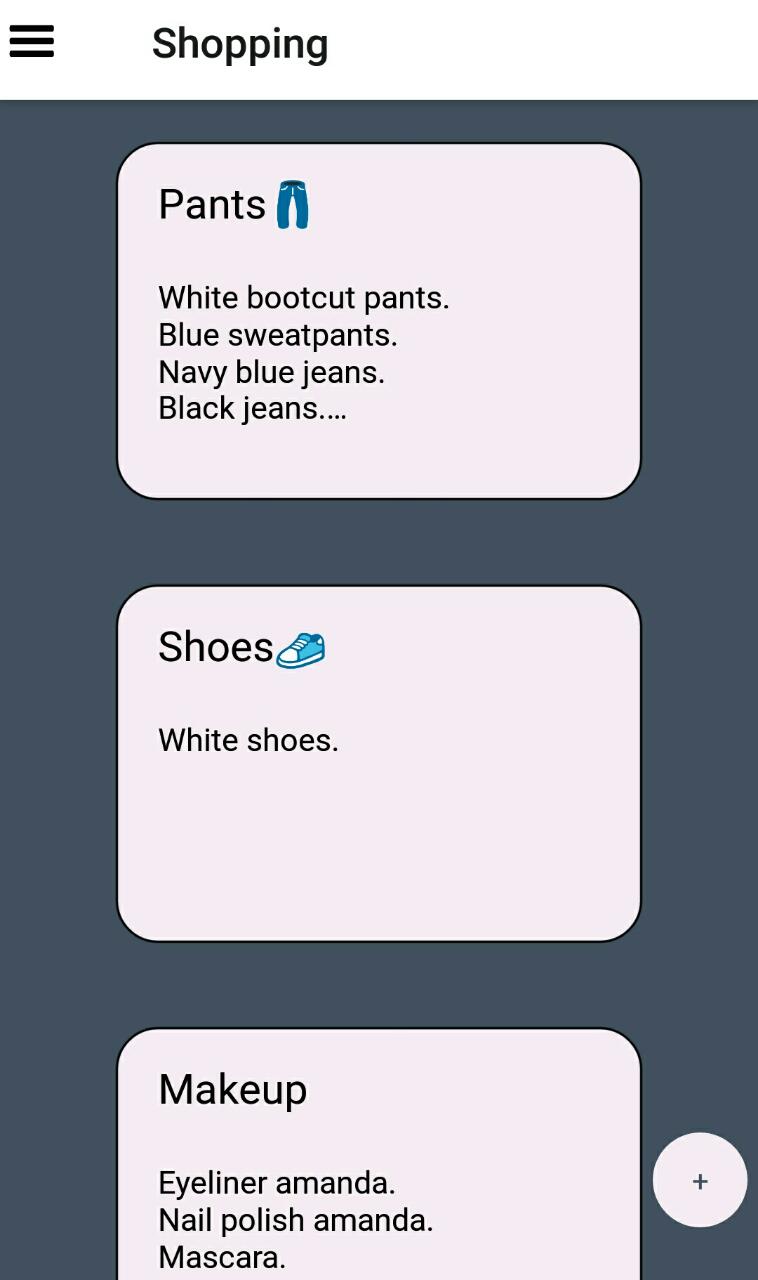 Shopping
Pants👖
White bootcut pants.
Blue sweatpants.
Navy blue jeans.
Black jeans....
Shoes👟
White shoes.
Makeup
Eyeliner amanda.
Nail polish amanda.
Mascara.
+